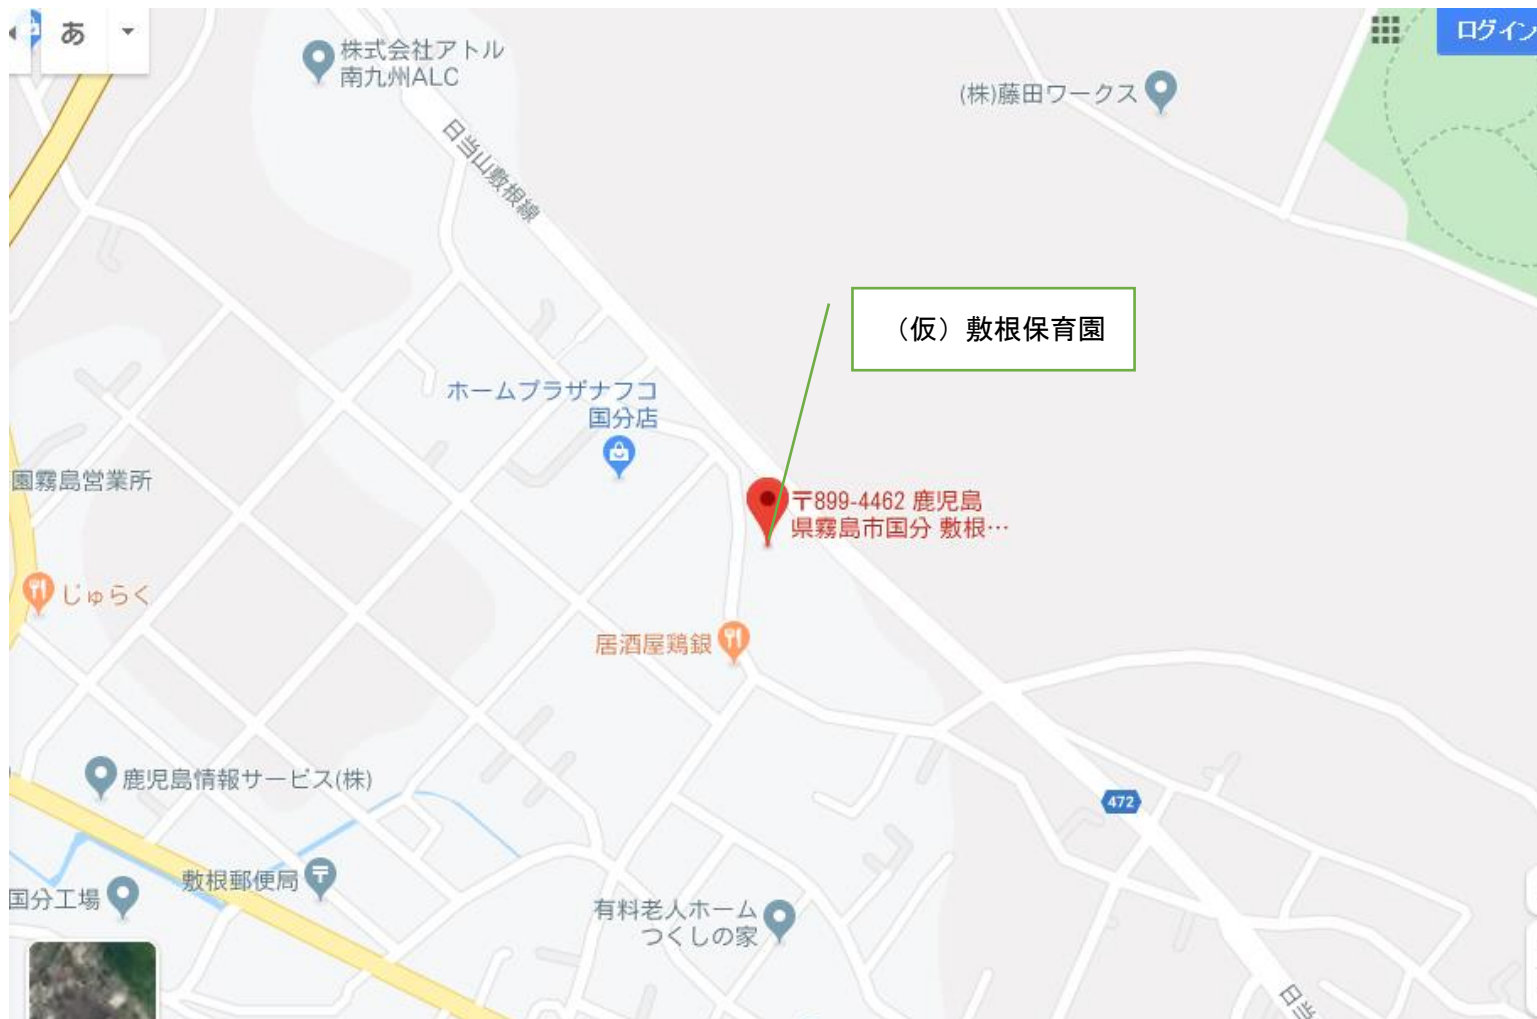 あ
ログイン
株式会社アトル
南九州ALC
(株)藤田ワークス
日当山敷根線
（仮）敷根保育園
ホームプラザナフコ
国分店
園霧島営業所
〒899-4462 鹿児島
県霧島市国分 敷根…
じゅらく
居酒屋鶏銀
鹿児島情報サービス(株)
472
敷根郵便局
国分工場
有料老人ホーム
つくしの家
日当